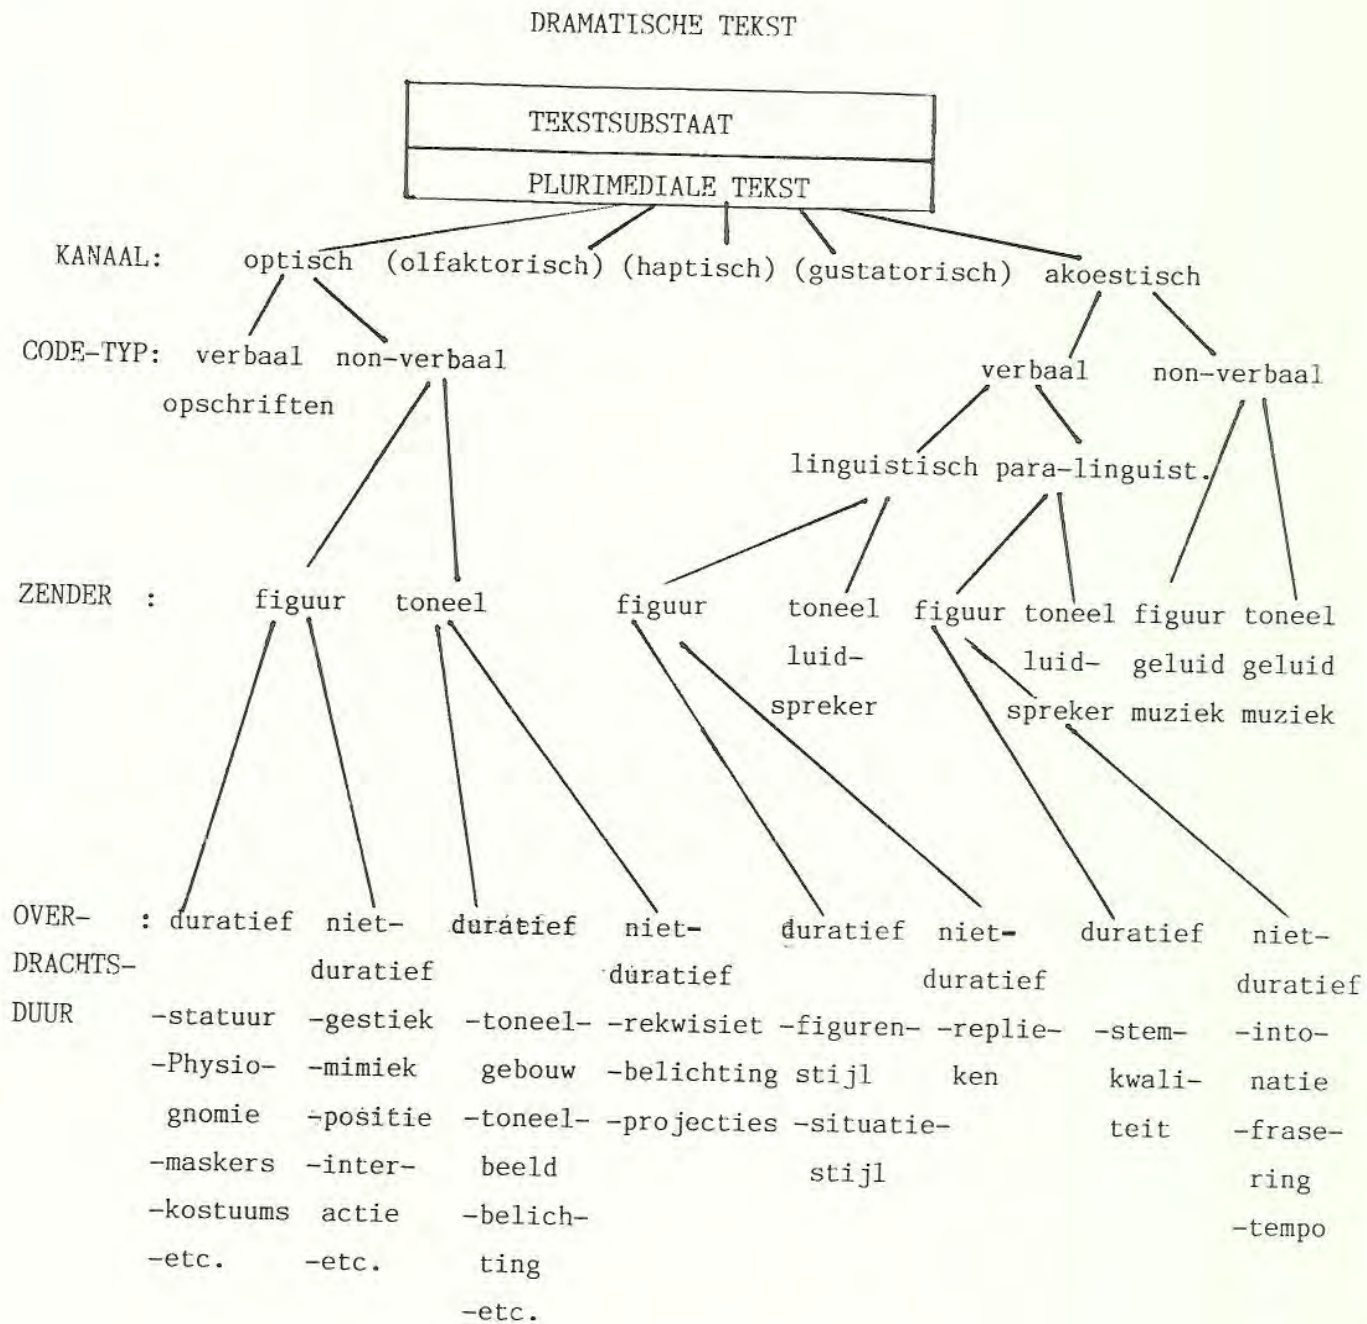 DRAMATISCHE TEKST
TEKSTSUBSTAAT
PLURIMEDIALE TEKST
KANAAL: optisch (olfaktorisch) (haptisch) (gustatorisch) akoestisch
CODE-TYP: verbaal non-verbaal verbaal non-verbaal
opschriften
linguistisch para-linguist.
ZENDER : figuur toneel figuur toneel figuur toneel figuur toneel
luid- luid- geluid geluid
spreker spreker muziek muziek
OVER- : duratief niet- duratief niet- duratief niet- duratief niet-
DRACHTS- duratief duratief duratief duratief
DUUR -statuur -gestiek -toneel- -rekwisiet -figuren- -replie- -stem- -into-
-Physio- -mimiek gebouw -belichting stijl ken kwali- natie
gnomie -positie -toneel- -projecties -situatie- teit -frase-
-maskers -inter- beeld stijl ring
-kostuums actie -belich- -tempo
-etc. -etc. ting
-etc.